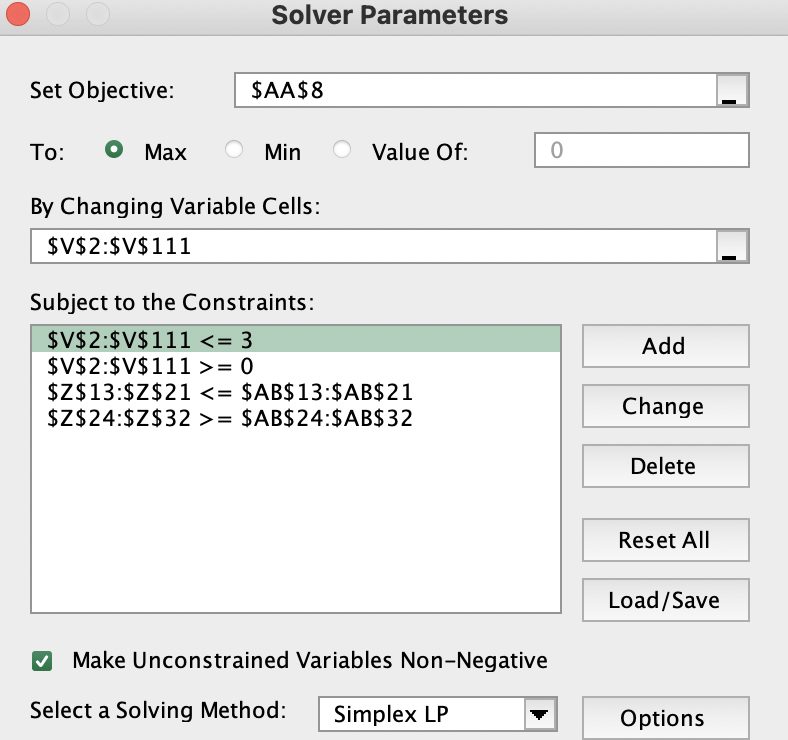 Solver Parameters
Set Objective: $AA$8
To: Max Min Value Of: 0
By Changing Variable Cells:
$V$2:$V$111
Subject to the Constraints:
$V$2:$V$111 <= 3
$V$2:$V$111 >= 0
$Z$13:$Z$21 <= $AB$13:$AB$21
$Z$24:$Z$32 >= $AB$24:$AB$32
Add
Change
Delete
Reset All
Load/Save
Make Unconstrained Variables Non-Negative
Select a Solving Method: Simplex LP Options